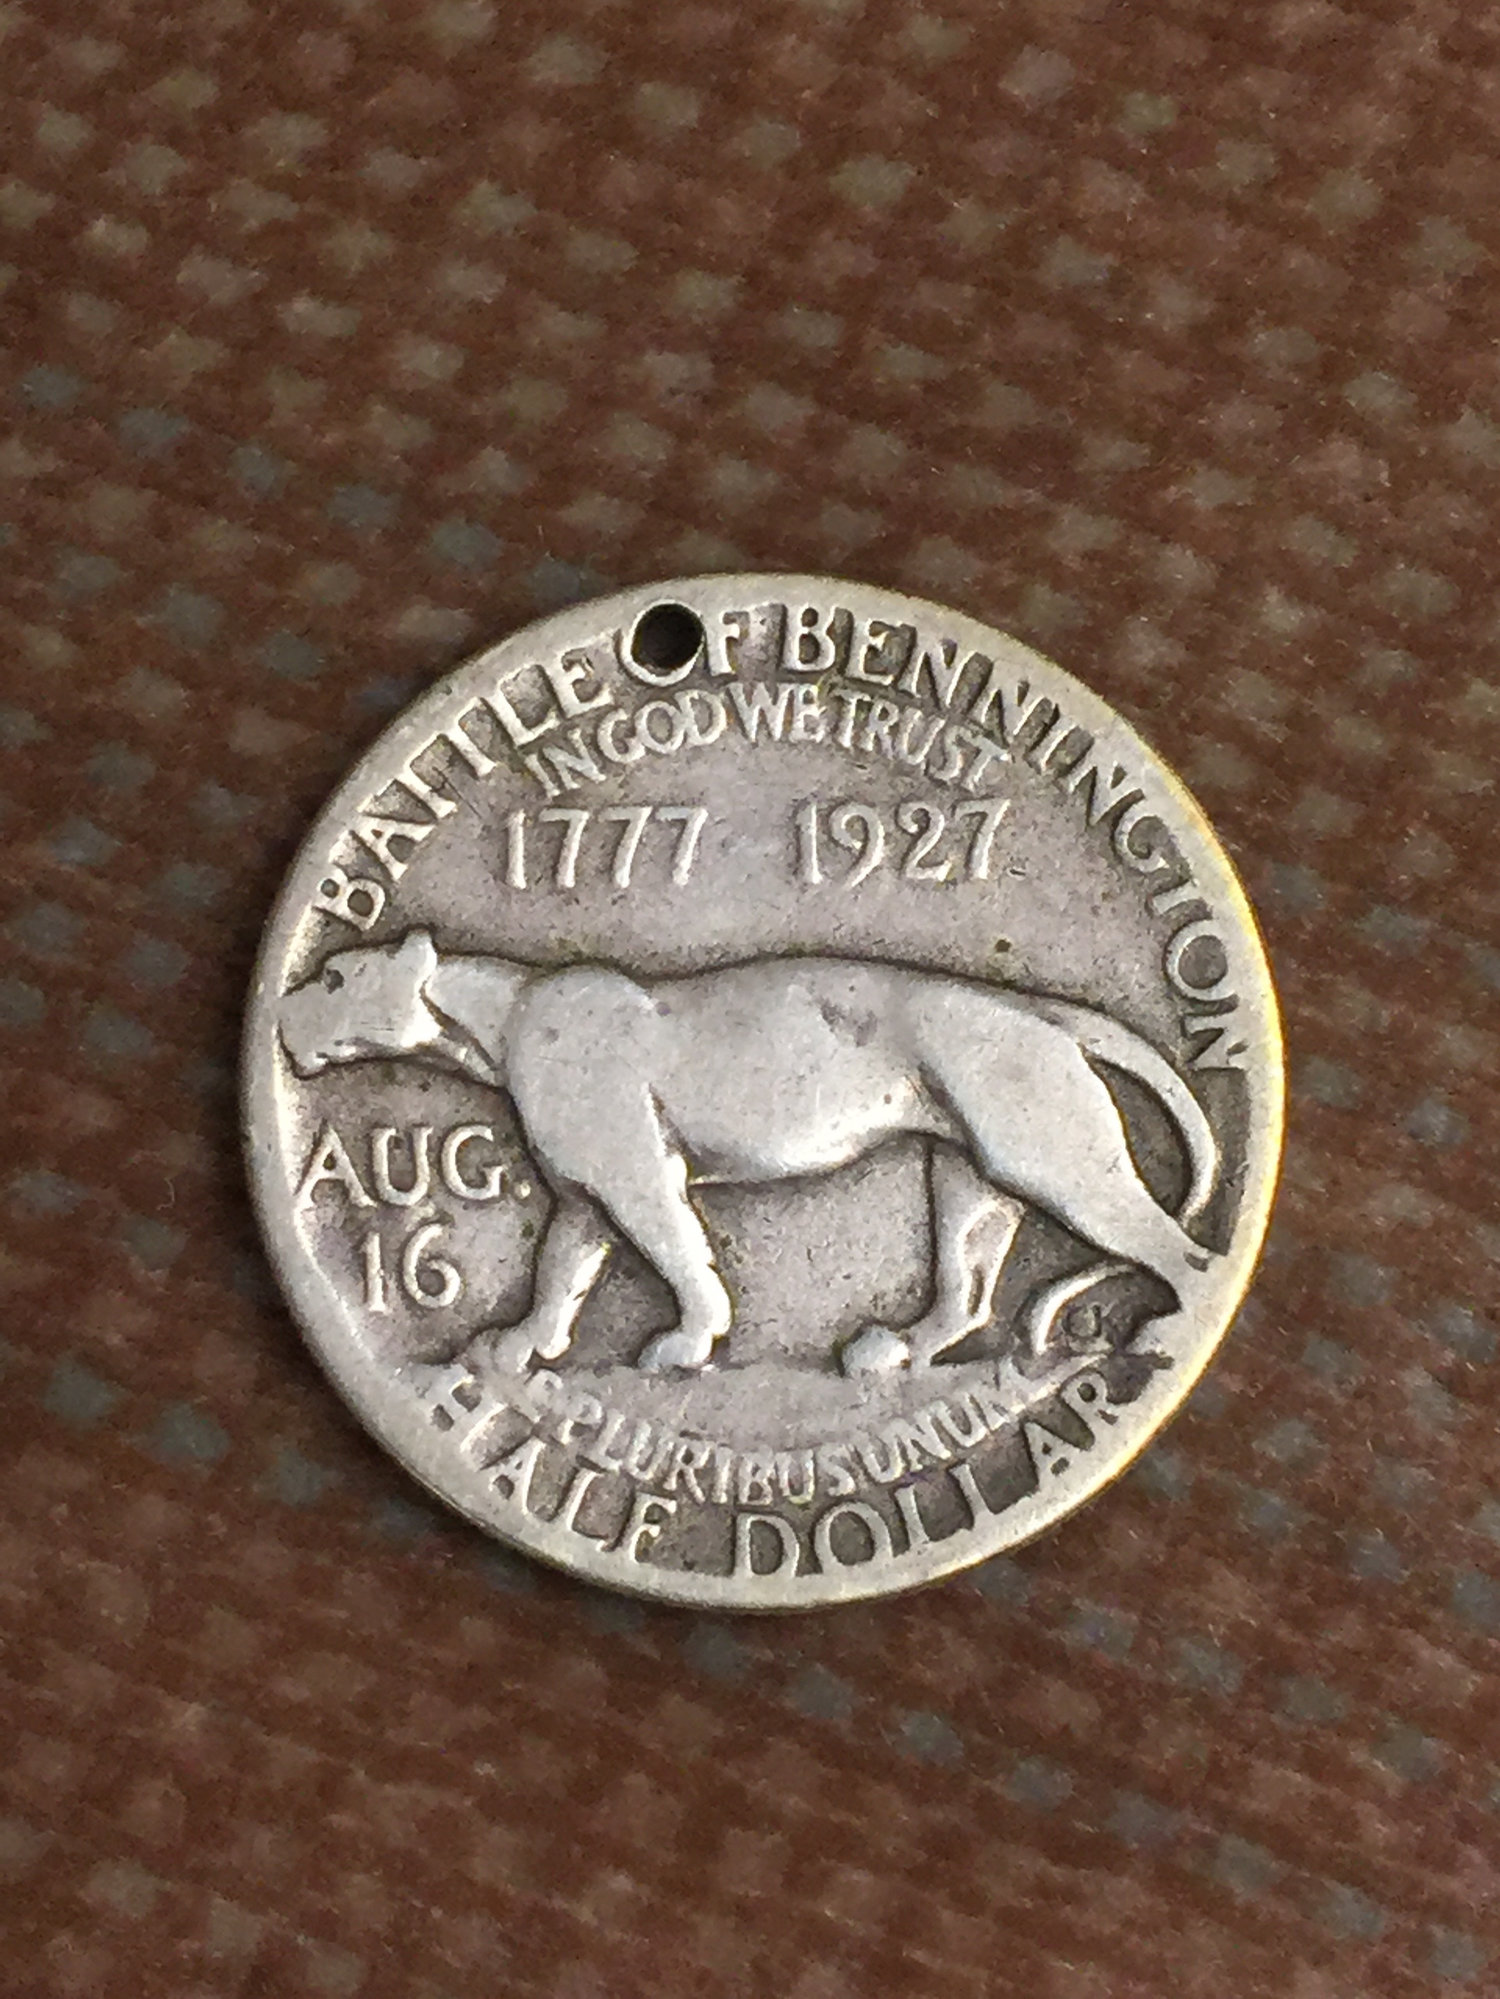 BATTLE OF BENNINGTON
IN GOD WE TRUST
1777 1927
AUG.
16
E PLURIBUS UNUM
HALF DOLLAR